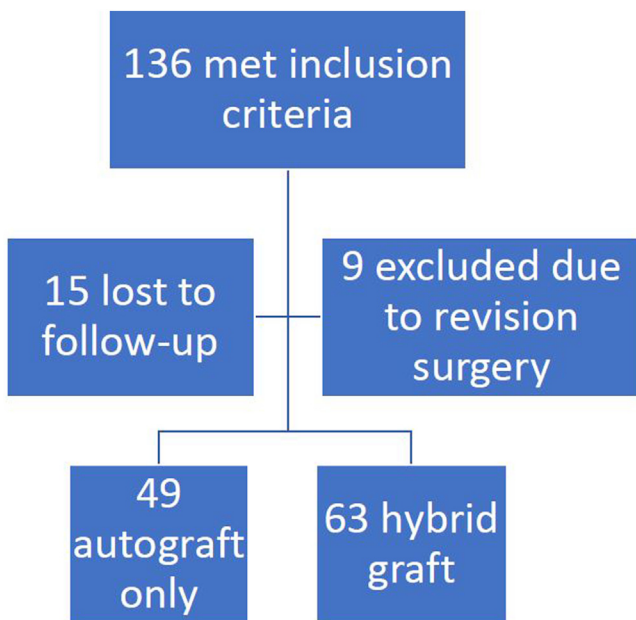 136 met inclusion
criteria
15 lost to
follow-up
9 excluded due
to revision
surgery
49
autograft
only
63 hybrid
graft